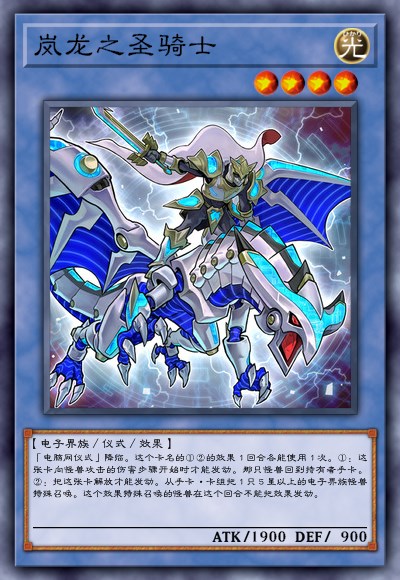 岚龙之圣骑士
ひかり
光
【电子界族/仪式/效果】
「电脑网仪式」降临。这个卡名的①②的效果1回合各能使用1次。①：这
张卡向怪兽攻击的伤害步骤开始时才能发动。那只怪兽回到持有者手卡。
②：把这张卡解放才能发动。从手卡·卡组把1只5星以上的电子界族怪兽
特殊召唤。这个效果特殊召唤的怪兽在这个回合不能把效果发动。
ATK/1900 DEF/ 900